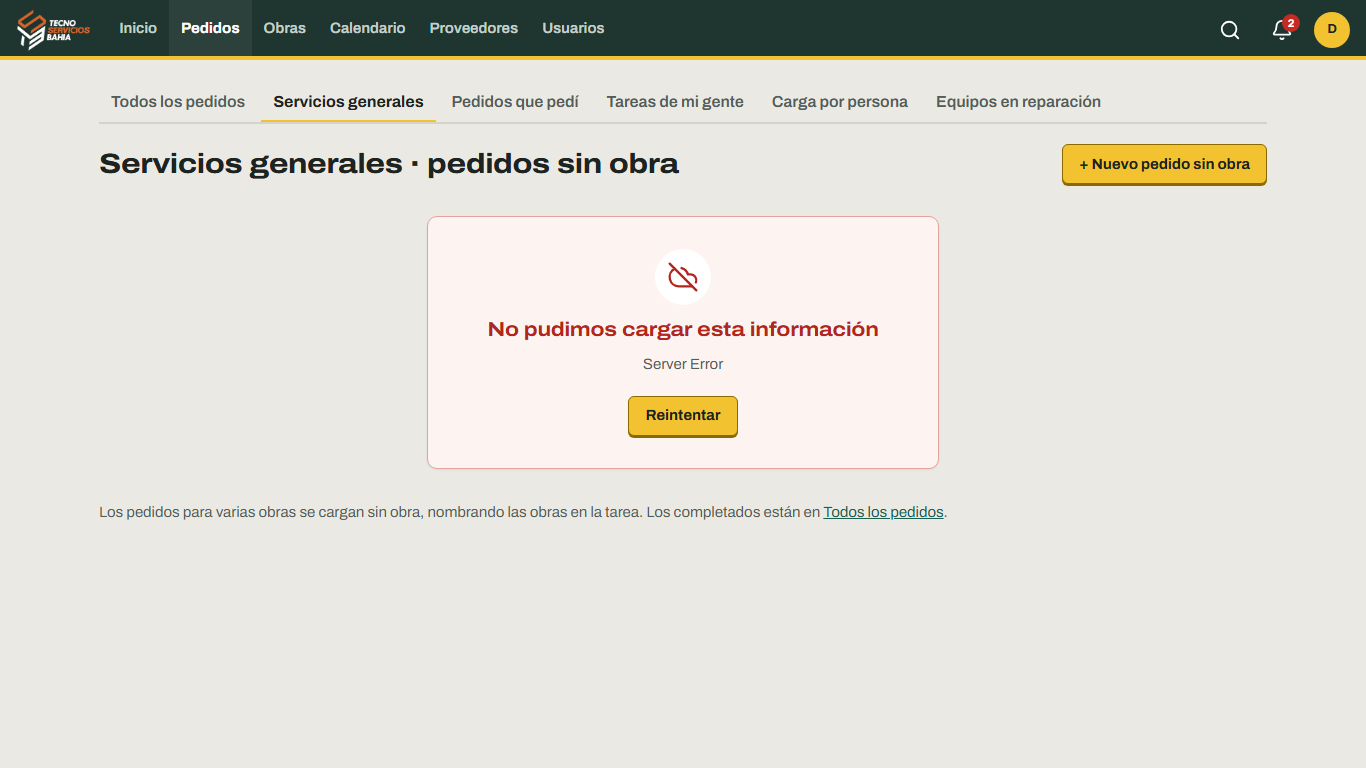 TECNO
SERVICIOS
BAHIA
Inicio
Pedidos
Obras
Calendario
Proveedores
Usuarios
2
D
Todos los pedidos
Servicios generales
Pedidos que pedí
Tareas de mi gente
Carga por persona
Equipos en reparación
Servicios generales · pedidos sin obra
+ Nuevo pedido sin obra
No pudimos cargar esta información
Server Error
Reintentar
Los pedidos para varias obras se cargan sin obra, nombrando las obras en la tarea. Los completados están en Todos los pedidos.